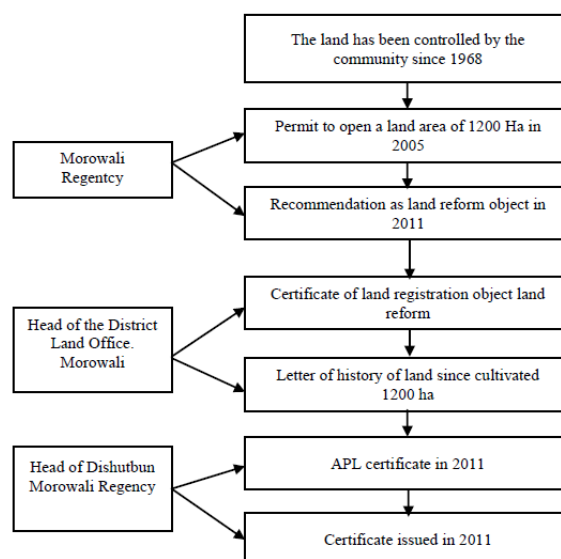 The land has been controlled by the
community since 1968
Permit to open a land area of 1200 Ha in
2005
Morowali
Regentcy
Recommendation as land reform object in
2011
Certificate of land registration object land
reform
Head of the District
Land Office.
Morowali
Letter of history of land since cultivated
1200 ha
Head of Dishutbun
Morowali Regency
APL certificate in 2011
Certificate issued in 2011